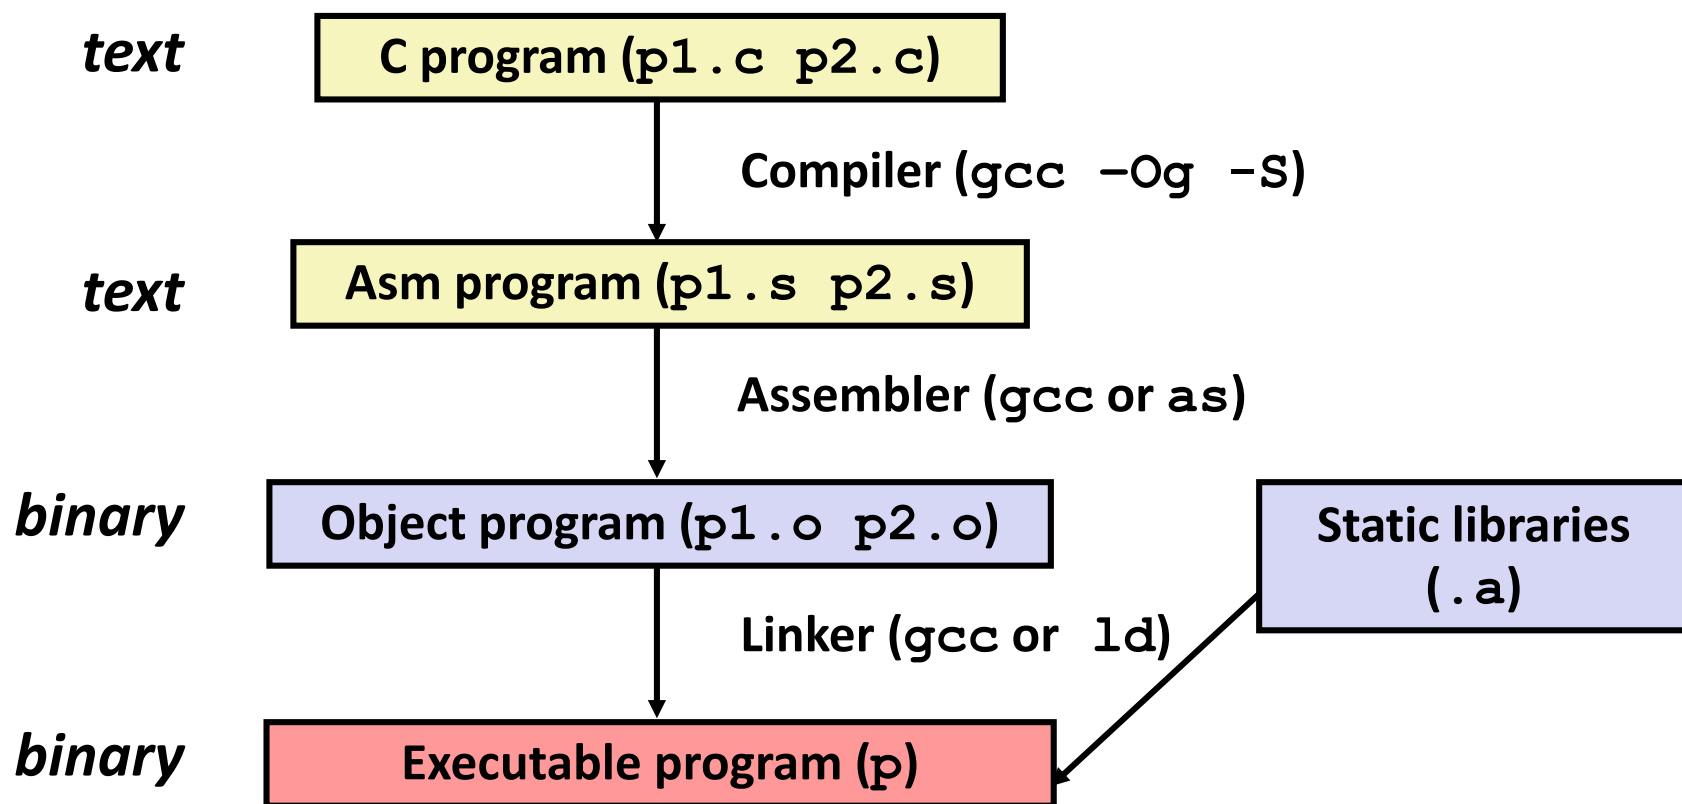 text
C program (p1.c p2.c)
Compiler (gcc –Og -S)
text
Asm program (p1.s p2.s)
Assembler (gcc or as)
binary
Object program (p1.o p2.o)
Static libraries
(.a)
Linker (gcc or ld)
binary
Executable program (p)